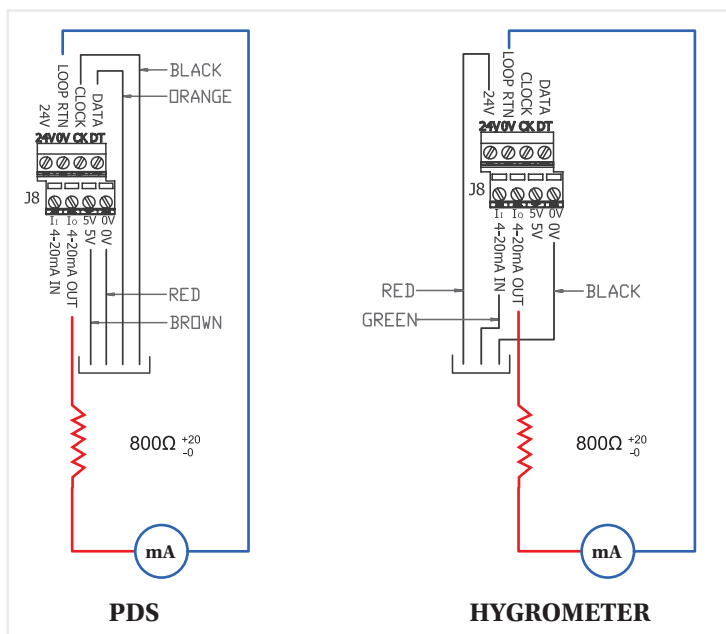 24V
LOOP RTN
CLOCK
DATA
BLACK
ORANGE
24V 0V CK DT
J8
I1 Io 5V 0V
4-20mA IN
4-20mA OUT
5V
0V
RED
BROWN
800Ω +20 -0
mA
PDS
24V
LOOP RTN
CLOCK
DATA
24V 0V CK DT
J8
I1 Io 5V 0V
4-20mA IN
4-20mA OUT
5V
0V
RED
GREEN
BLACK
800Ω +20 -0
mA
HYGROMETER